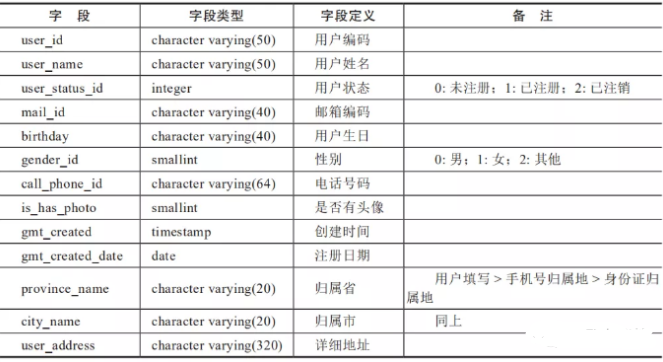 字 段 字段类型 字段定义 备 注
user_id character varying(50) 用户编码
user_name character varying(50) 用户姓名
user_status_id integer 用户状态 0: 未注册；1: 已注册；2: 已注销
mail_id character varying(40) 邮箱编码
birthday character varying(40) 用户生日
gender_id smallint 性别 0: 男；1: 女；2: 其他
call_phone_id character varying(64) 电话号码
is_has_photo smallint 是否有头像
gmt_created timestamp 创建时间
gmt_created_date date 注册日期
province_name character varying(20) 归属省 用户填写 > 手机号归属地 > 身份证归
属地
city_name character varying(20) 归属市 同上
user_address character varying(320) 详细地址